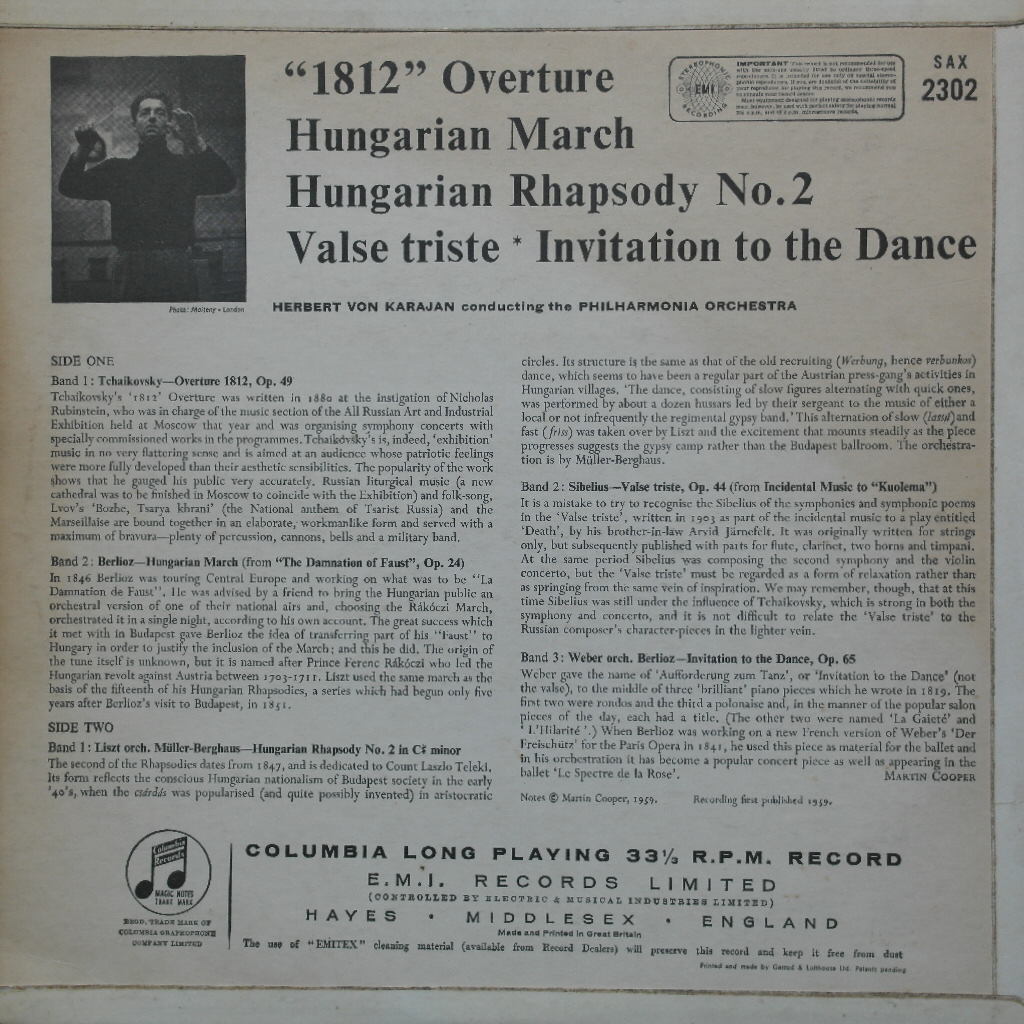 "1812" Overture
Hungarian March
Hungarian Rhapsody No.2
Valse triste * Invitation to the Dance
STEREOPHONIC
EMI
RECORDING
SAX
2302
Photo: - London
HERBERT VON KARAJAN conducting the PHILHARMONIA ORCHESTRA
SIDE ONE
Band 1: Tchaikovsky—Overture 1812, Op. 49
Tchaikovsky's '1812' Overture was written in 1880 at the instigation of Nicholas
Rubinstein, who was in charge of the music section of the All Russian Art and Industrial
Exhibition held at Moscow that year and was organising symphony concerts with
specially commissioned works in the programmes. Tchaikovsky's is, indeed, 'exhibition'
music in no very flattering sense and is aimed at an audience whose patriotic feelings
were more fully developed than their aesthetic sensibilities. The popularity of the work
shows that he gauged his public very accurately. Russian liturgical music (a new
cathedral was to be finished in Moscow to coincide with the Exhibition) and folk-song,
Lvov's 'Bozhe, Tsarya khrani' (the National anthem of Tsarist Russia) and the
Marseillaise are bound together in an elaborate, workmanlike form and served with a
maximum of bravura—plenty of percussion, cannons, bells and a military band.
Band 2: Berlioz—Hungarian March (from "The Damnation of Faust", Op. 24)
In 1846 Berlioz was touring Central Europe and working on what was to be "La
Damnation de Faust". He was advised by a friend to bring the Hungarian public an
orchestral version of one of their national airs and, choosing the Rákóczi March,
orchestrated it in a single night, according to his own account. The great success which
it met with in Budapest gave Berlioz the idea of transferring part of his "Faust" to
Hungary in order to justify the inclusion of the March; and this he did. The origin of
the tune itself is unknown, but it is named after Prince Ferenc Rákóczi who led the
Hungarian revolt against Austria between 1703-1711. Liszt used the same march as the
basis of the fifteenth of his Hungarian Rhapsodies, a series which had begun only five
years after Berlioz's visit to Budapest, in 1851.
SIDE TWO
Band 1: Liszt orch. Müller-Berghaus—Hungarian Rhapsody No. 2 in C♯ minor
The second of the Rhapsodies dates from 1847, and is dedicated to Count Laszlo Teleki.
Its form reflects the conscious Hungarian nationalism of Budapest society in the early
'40's, when the csárdás was popularised (and quite possibly invented) in aristocratic
circles. Its structure is the same as that of the old recruiting (Werbung, hence verbunkos)
dance, which seems to have been a regular part of the Austrian press-gang's activities in
Hungarian villages. 'The dance, consisting of slow figures alternating with quick ones,
was performed by about a dozen hussars led by their sergeant to the music of either a
local or not infrequently the regimental gypsy band.' This alternation of slow (lassu) and
fast (friss) was taken over by Liszt and the excitement that mounts steadily as the piece
progresses suggests the gypsy camp rather than the Budapest ballroom. The orchestra-
tion is by Müller-Berghaus.
Band 2: Sibelius—Valse triste, Op. 44 (from Incidental Music to "Kuolema")
It is a mistake to try to recognise the Sibelius of the symphonies and symphonic poems
in the 'Valse triste', written in 1903 as part of the incidental music to a play entitled
'Death', by his brother-in-law Arvid Järnefelt. It was originally written for strings
only, but subsequently published with parts for flute, clarinet, two horns and timpani.
At the same period Sibelius was composing the second symphony and the violin
concerto, but the 'Valse triste' must be regarded as a form of relaxation rather than
as springing from the same vein of inspiration. We may remember, though, that at this
time Sibelius was still under the influence of Tchaikovsky, which is strong in both the
symphony and concerto, and it is not difficult to relate the 'Valse triste' to the
Russian composer's character-pieces in the lighter vein.
Band 3: Weber orch. Berlioz—Invitation to the Dance, Op. 65
Weber gave the name of 'Aufforderung zum Tanz', or 'Invitation to the Dance' (not
the valse), to the middle of three 'brilliant' piano pieces which he wrote in 1819. The
first two were rondos and the third a polonaise and, in the manner of the popular salon
pieces of the day, each had a title. (The other two were named 'La Gaieté' and
'L'Hilarité'.) When Berlioz was working on a new French version of Weber's 'Der
Freischütz' for the Paris Opera in 1841, he used this piece as material for the ballet and
in his orchestration it has become a popular concert piece as well as appearing in the
ballet 'Le Spectre de la Rose'.
MARTIN COOPER
Notes © Martin Cooper, 1959. Recording first published 1959.
Columbia
Records
MAGIC NOTES
TRADE MARK
REGD. TRADE MARK OF
COLUMBIA GRAPHOPHONE
COMPANY LIMITED
COLUMBIA LONG PLAYING 33⅓ R.P.M. RECORD
E.M.I. RECORDS LIMITED
(CONTROLLED BY ELECTRIC & MUSICAL INDUSTRIES LIMITED)
HAYES • MIDDLESEX • ENGLAND
Made and Printed in Great Britain
The use of "EMITEX" cleaning material (available from Record Dealers) will preserve this record and keep it free from dust
Printed and made by Garrod & Lofthouse Ltd. Patents pending